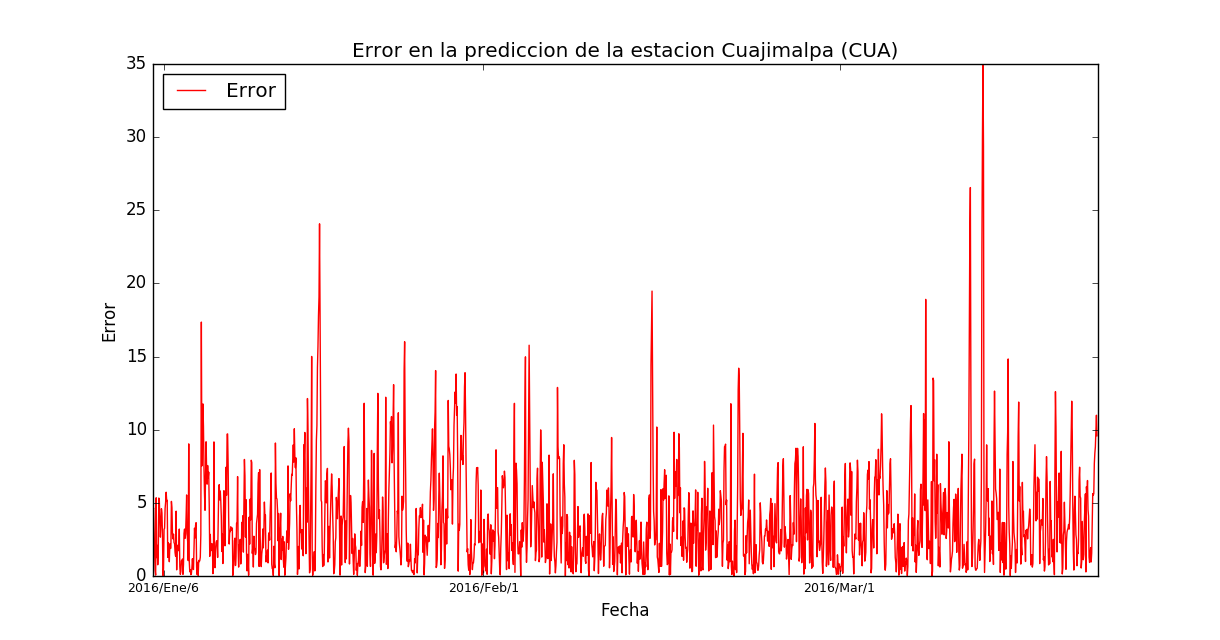 Error en la prediccion de la estacion Cuajimalpa (CUA)
Error
35
30
25
20
15
10
5
0
Error
2016/Ene/6
2016/Feb/1
2016/Mar/1
Fecha